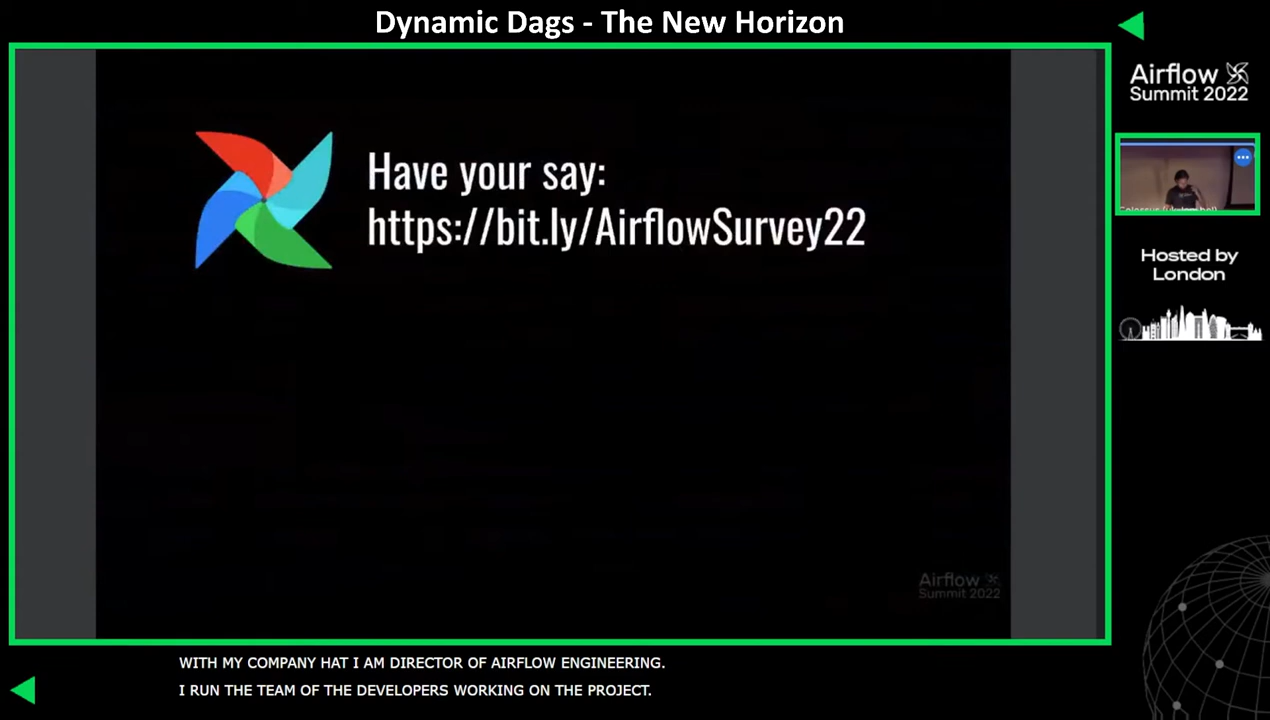 Dynamic Dags - The New Horizon
Airflow
Summit 2022
Have your say:
https://bit.ly/AirflowSurvey22
Hosted by
London
Airflow
Summit 2022
WITH MY COMPANY HAT I AM DIRECTOR OF AIRFLOW ENGINEERING.
I RUN THE TEAM OF THE DEVELOPERS WORKING ON THE PROJECT.